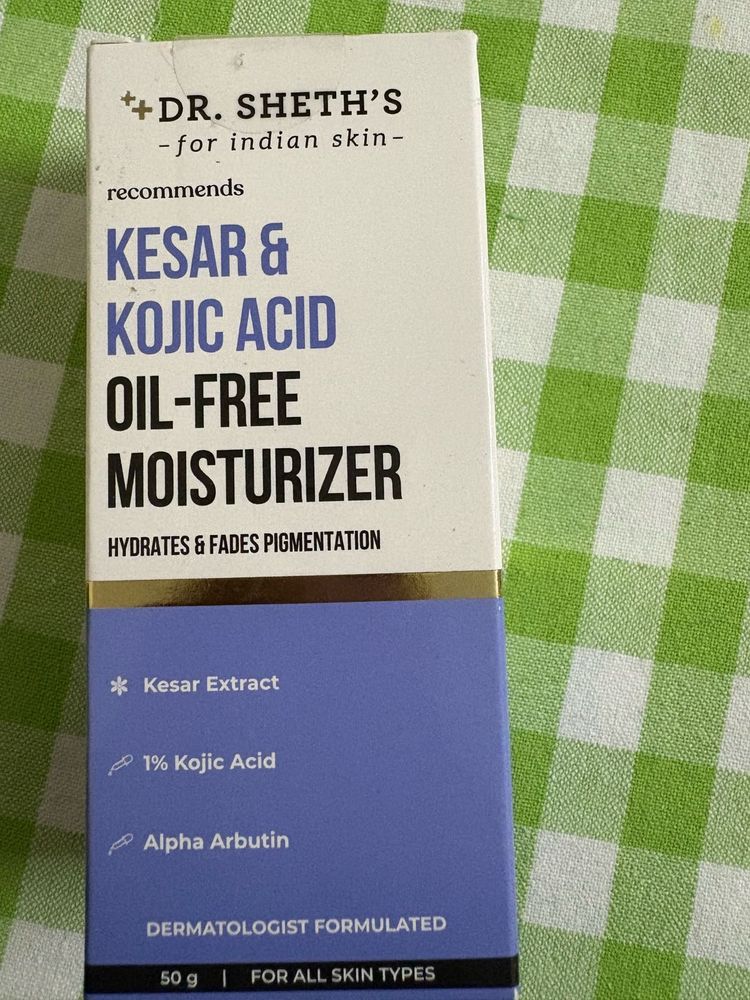 DR. SHETH'S
-for indian skin-
recommends
KESAR &
KOJIC ACID
OIL-FREE
MOISTURIZER
HYDRATES & FADES PIGMENTATION
Kesar Extract
1% Kojic Acid
Alpha Arbutin
DERMATOLOGIST FORMULATED
50 g | FOR ALL SKIN TYPES